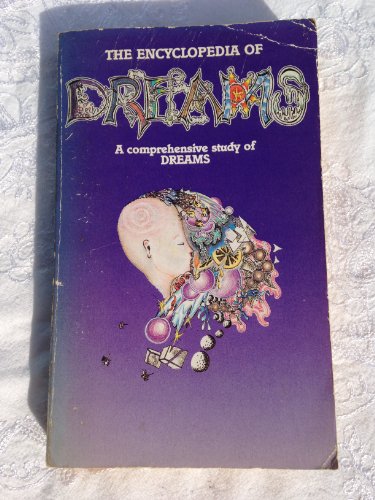 THE ENCYCLOPEDIA OF
DREAMS
A comprehensive study of
DREAMS